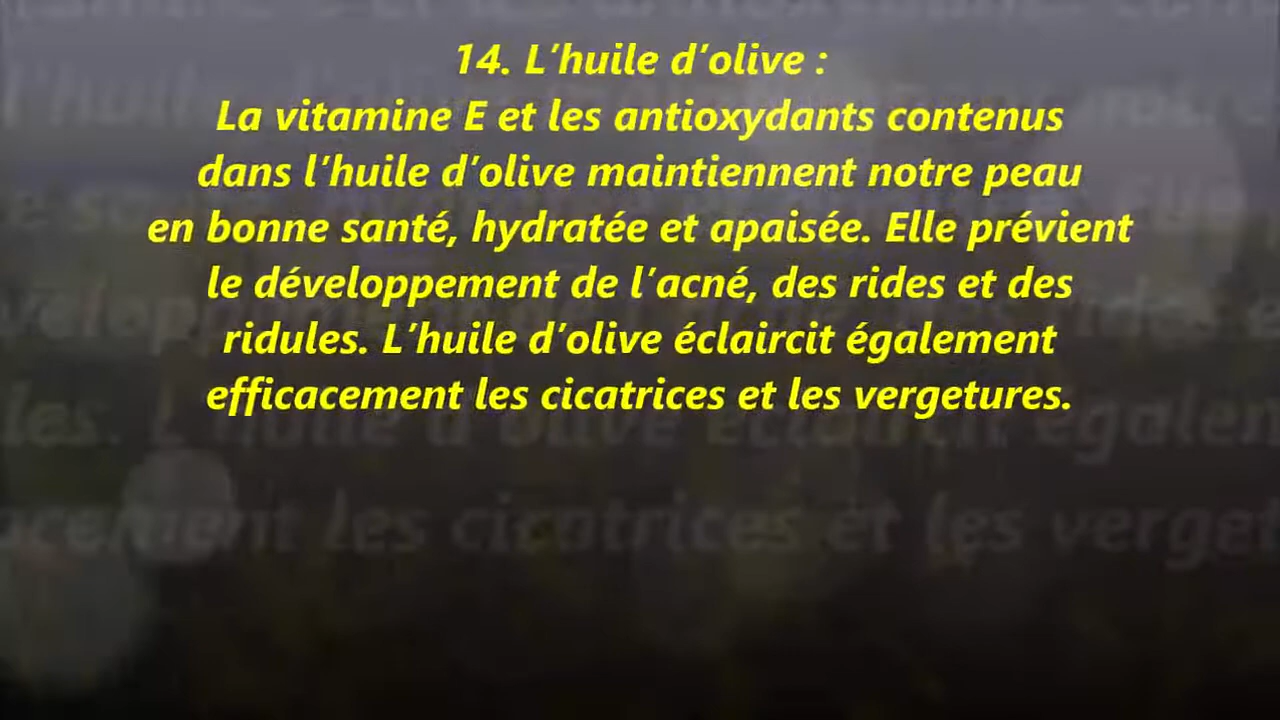 14. L'huile d'olive :
La vitamine E et les antioxydants contenus
dans l'huile d'olive maintiennent notre peau
en bonne santé, hydratée et apaisée. Elle prévient
le développement de l'acné, des rides et des
ridules. L'huile d'olive éclaircit également
efficacement les cicatrices et les vergetures.